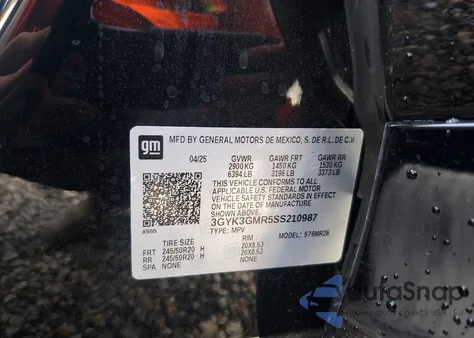 gm
MFD BY GENERAL MOTORS DE MEXICO, S. DE R.L. DE C.V.
04/25 GVWR GAWR FRT GAWR RR
2900 KG 1450 KG 1530 KG
6394 LB 3196 LB 3373 LB
THIS VEHICLE CONFORMS TO ALL
APPLICABLE U.S. FEDERAL MOTOR
VEHICLE SAFETY STANDARDS IN EFFECT
ON THE DATE OF MANUFACTURE
SHOWN ABOVE.
3GYK3GMR5SS210987
TYPE: MPV MODEL: 576MR26
TIRE SIZE RIM
FRT 245/50R20 H 20X8.5J
RR 245/50R20 H 20X8.5J
SPA NONE NONE
AutoSnap